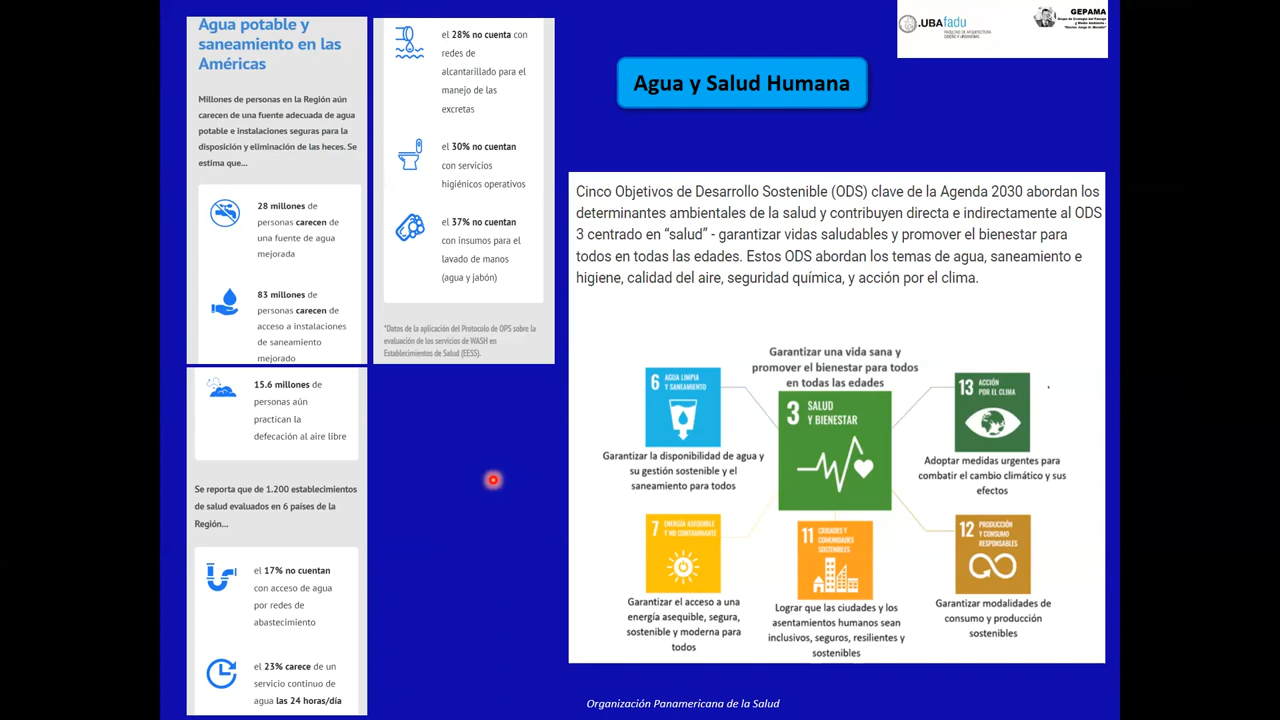 Agua potable y
saneamiento en las
Américas
Millones de personas en la Región aún
carecen de una fuente adecuada de agua
potable e instalaciones seguras para la
disposición y eliminación de las heces. Se
estima que...
28 millones de
personas carecen de
una fuente de agua
mejorada
83 millones de
personas carecen de
acceso a instalaciones
de saneamiento
mejorado
15.6 millones de
personas aún
practican la
defecación al aire libre
Se reporta que de 1.200 establecimientos
de salud evaluados en 6 países de la
Región...
el 17% no cuentan
con acceso de agua
por redes de
abastecimiento
el 23% carece de un
servicio continuo de
agua las 24 horas/día
el 28% no cuenta con
redes de
alcantarillado para el
manejo de las
excretas
el 30% no cuentan
con servicios
higiénicos operativos
el 37% no cuentan
con insumos para el
lavado de manos
(agua y jabón)
*Datos de la aplicación del Protocolo de OPS sobre la
evaluación de los servicios de WASH en
Establecimientos de Salud (EESS).
Agua y Salud Humana
.UBAfadu
FACULTAD DE ARQUITECTURA
DISEÑO Y URBANISMO
GEPAMA
Grupo de Ecología del Paisaje
y Medio Ambiente -
Cinco Objetivos de Desarrollo Sostenible (ODS) clave de la Agenda 2030 abordan los
determinantes ambientales de la salud y contribuyen directa e indirectamente al ODS
3 centrado en “salud” - garantizar vidas saludables y promover el bienestar para
todos en todas las edades. Estos ODS abordan los temas de agua, saneamiento e
higiene, calidad del aire, seguridad química, y acción por el clima.
Garantizar una vida sana y
promover el bienestar para todos
en todas las edades
6 AGUA LIMPIA
Y SANEAMIENTO
Garantizar la disponibilidad de agua y
su gestión sostenible y el
saneamiento para todos
3 SALUD
Y BIENESTAR
13 ACCIÓN
POR EL CLIMA
Adoptar medidas urgentes para
combatir el cambio climático y sus
efectos
7 ENERGÍA ASEQUIBLE
Y NO CONTAMINANTE
Garantizar el acceso a una
energía asequible, segura,
sostenible y moderna para
todos
11 CIUDADES Y
COMUNIDADES
SOSTENIBLES
Lograr que las ciudades y los
asentamientos humanos sean
inclusivos, seguros, resilientes y
sostenibles
12 PRODUCCIÓN
Y CONSUMO
RESPONSABLES
Garantizar modalidades de
consumo y producción
sostenibles
Organización Panamericana de la Salud